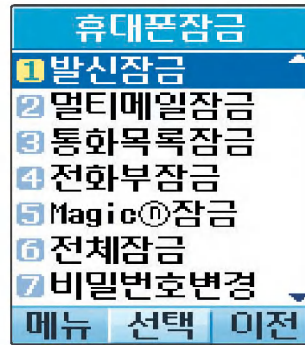 휴대폰잠금
1 발신잠금
2 멀티메일잠금
3 통화목록잠금
4 전화부잠금
5 Magicⓝ잠금
6 전체잠금
7 비밀번호변경
메뉴 선택 이전